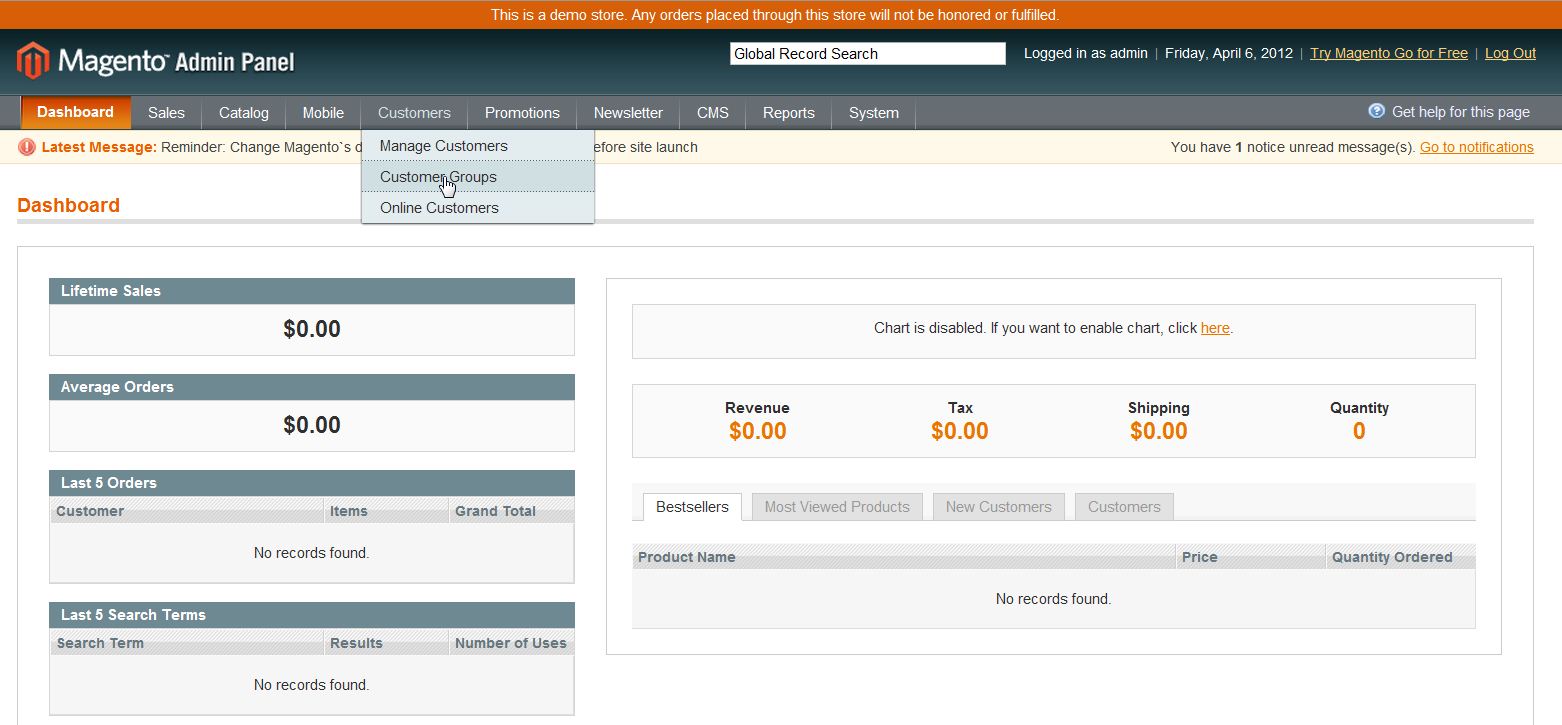 This is a demo store. Any orders placed through this store will not be honored or fulfilled.
Magento™ Admin Panel
Global Record Search
Logged in as admin | Friday, April 6, 2012 | Try Magento Go for Free | Log Out
Dashboard Sales Catalog Mobile Customers Promotions Newsletter CMS Reports System
Get help for this page
Latest Message: Reminder: Change Magento`s d efore site launch
You have 1 notice unread message(s). Go to notifications
Manage Customers
Customer Groups
Online Customers
Dashboard
Lifetime Sales
$0.00
Average Orders
$0.00
Last 5 Orders
Customer Items Grand Total
No records found.
Last 5 Search Terms
Search Term Results Number of Uses
No records found.
Chart is disabled. If you want to enable chart, click here.
Revenue Tax Shipping Quantity
$0.00 $0.00 $0.00 0
Bestsellers Most Viewed Products New Customers Customers
Product Name Price Quantity Ordered
No records found.